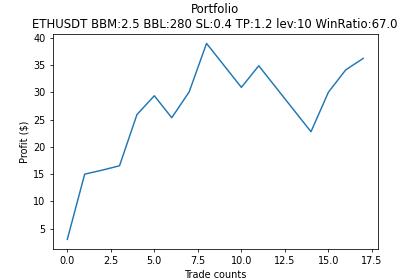 Portfolio
ETHUSDT BBM:2.5 BBL:280 SL:0.4 TP:1.2 lev:10 WinRatio:67.0
40
35
30
25
20
15
10
5
Profit ($)
0.0 2.5 5.0 7.5 10.0 12.5 15.0 17.5
Trade counts